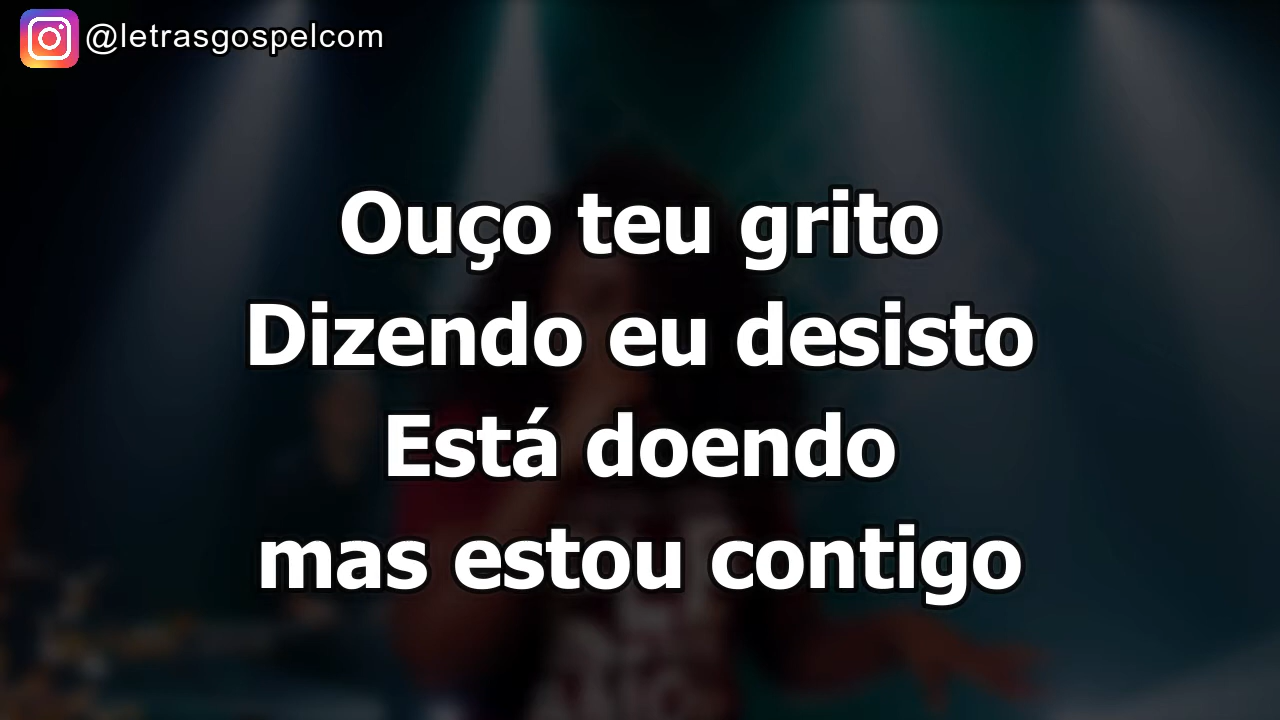 @letrasgospelcom
Ouço teu grito
Dizendo eu desisto
Está doendo
mas estou contigo